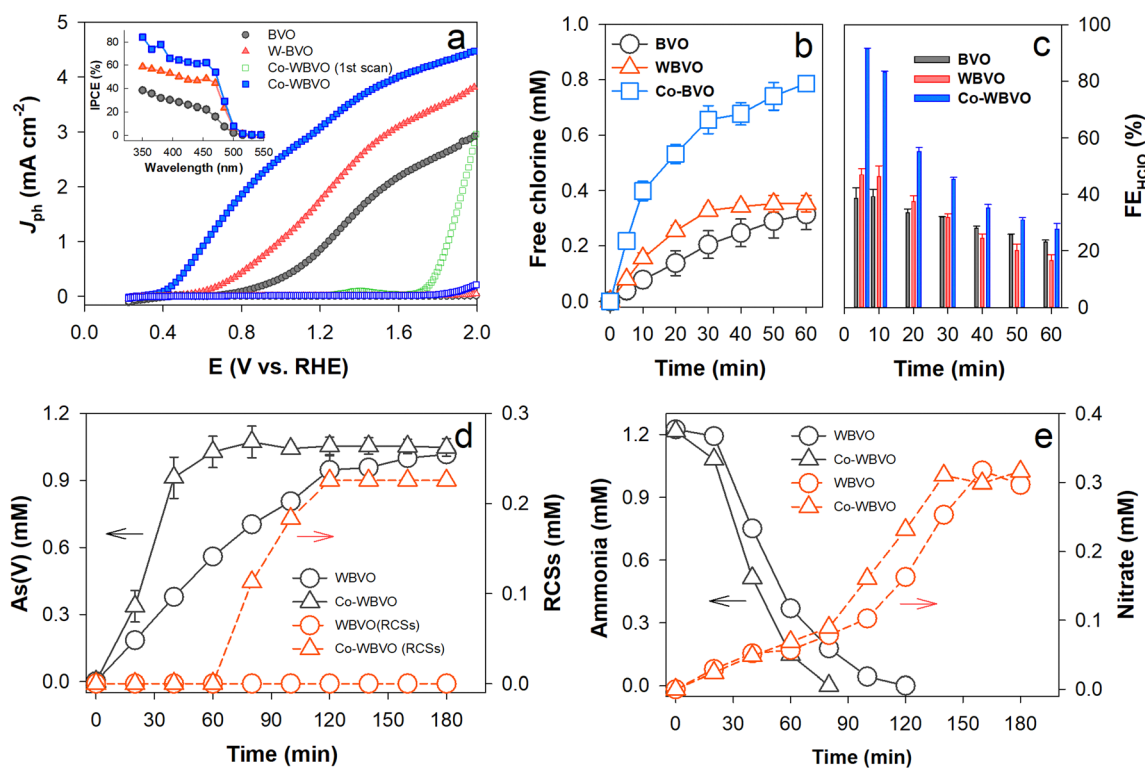 a
J_ph (mA cm⁻²)
5
4
3
2
1
0
0.0
0.4
0.8
1.2
1.6
2.0
E (V vs. RHE)
BVO
W-BVO
Co-WBVO (1st scan)
Co-WBVO
IPCE (%)
90
60
40
20
0
350
400
450
500
550
Wavelength (nm)
b
Free chlorine (mM)
1.0
0.8
0.6
0.4
0.2
0.0
0
10
20
30
40
50
60
Time (min)
BVO
WBVO
Co-BVO
c
BVO
WBVO
Co-WBVO
100
80
60
40
20
0
FE_HClO (%)
0
10
20
30
40
50
60
Time (min)
d
As(V) (mM)
1.2
0.9
0.6
0.3
0.0
0.3
0.2
0.1
0.0
RCSs (mM)
WBVO
Co-WBVO
WBVO(RCSs)
Co-WBVO (RCSs)
0
30
60
90
120
150
180
Time (min)
e
Ammonia (mM)
1.2
0.9
0.6
0.3
0.0
0.4
0.3
0.2
0.1
0.0
Nitrate (mM)
WBVO
Co-WBVO
WBVO
Co-WBVO
0
30
60
90
120
150
180
Time (min)